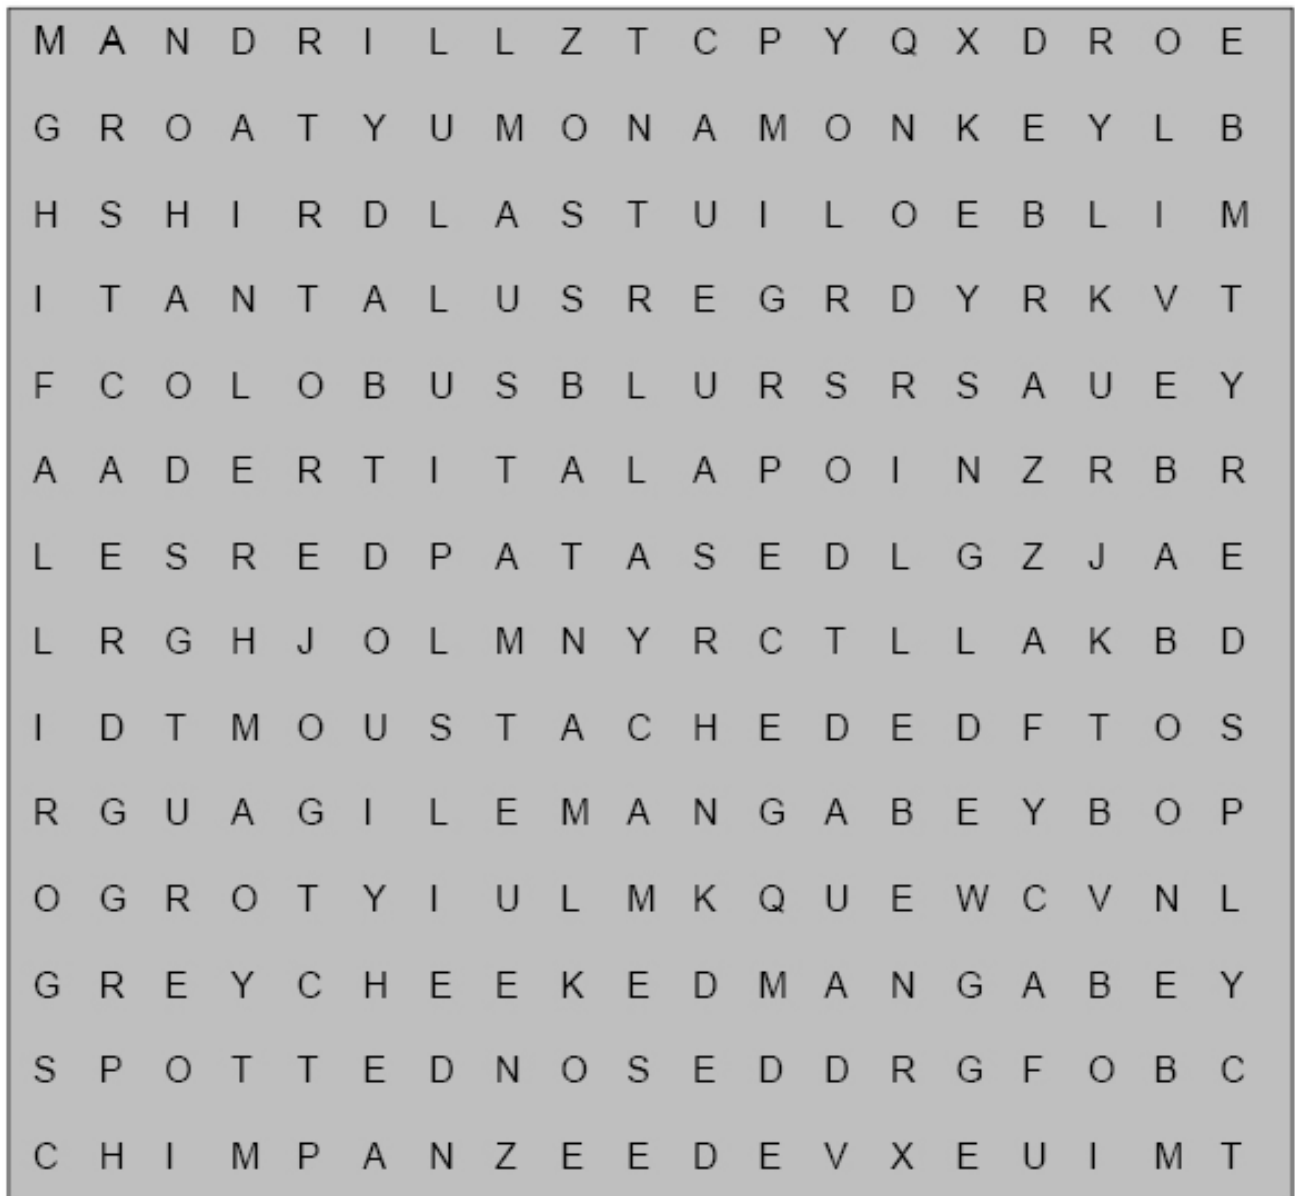 M A N D R I L L Z T C P Y Q X D R O E
G R O A T Y U M O N A M O N K E Y L B
H S H I R D L A S T U I L O E B L I M
I T A N T A L U S R E G R D Y R K V T
F C O L O B U S B L U R S R S A U E Y
A A D E R T I T A L A P O I N Z R B R
L E S R E D P A T A S E D L G Z J A E
L R G H J O L M N Y R C T L L A K B D
I D T M O U S T A C H E D E D F T O S
R G U A G I L E M A N G A B E Y B O P
O G R O T Y I U L M K Q U E W C V N L
G R E Y C H E E K E D M A N G A B E Y
S P O T T E D N O S E D D R G F O B C
C H I M P A N Z E E D E V X E U I M T